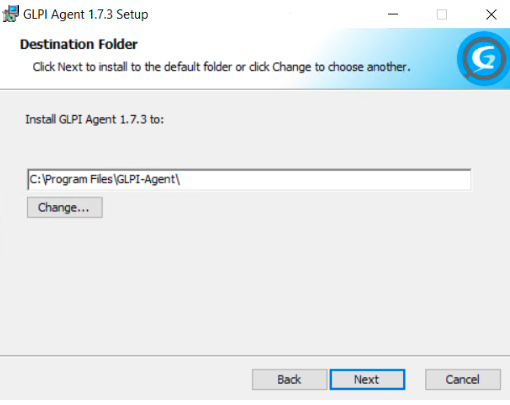 GLPI Agent 1.7.3 Setup
Destination Folder
Click Next to install to the default folder or click Change to choose another.
Install GLPI Agent 1.7.3 to:
C:\Program Files\GLPI-Agent\
Change...
Back Next Cancel